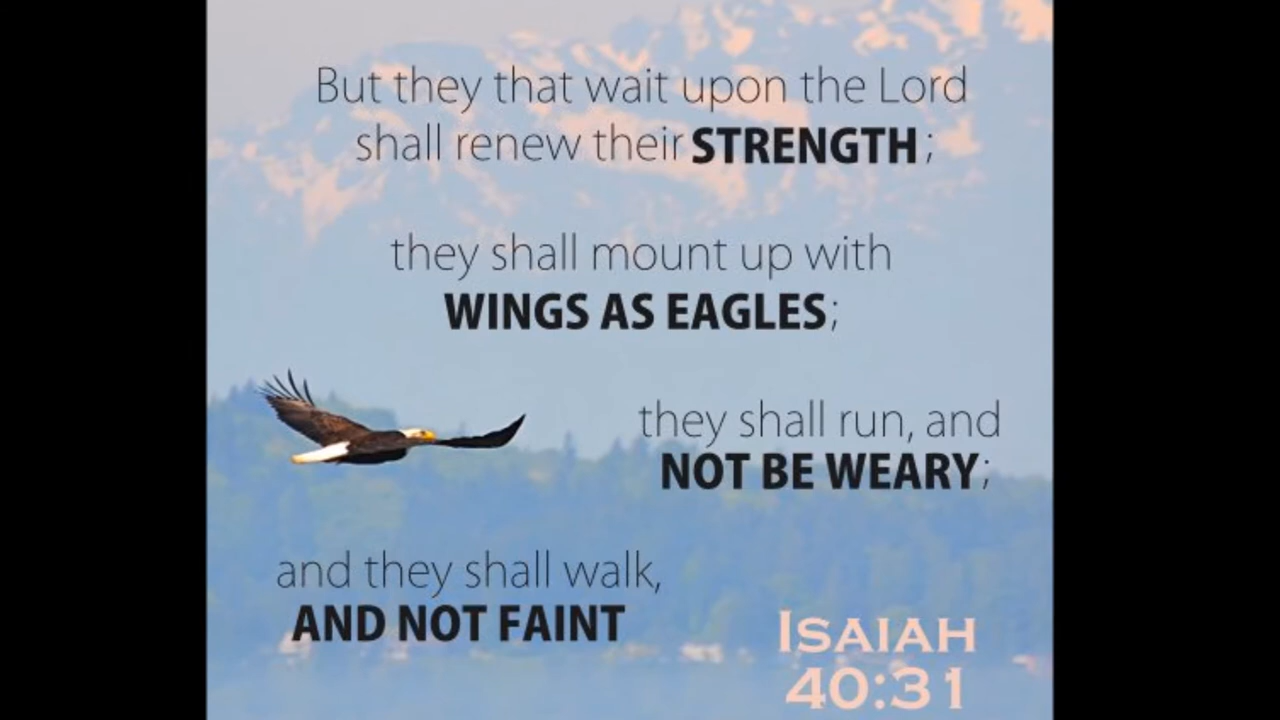 But they that wait upon the Lord
shall renew their STRENGTH;
they shall mount up with
WINGS AS EAGLES;
they shall run, and
NOT BE WEARY;
and they shall walk,
AND NOT FAINT
ISAIAH
40:31